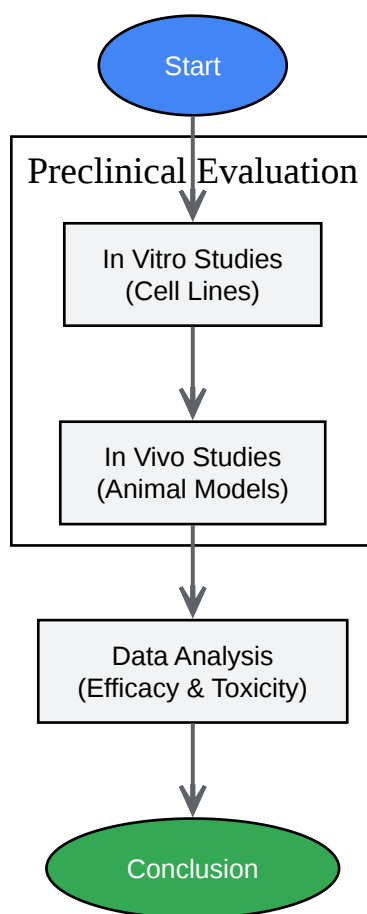 Start
Preclinical Evaluation
In Vitro Studies
(Cell Lines)
In Vivo Studies
(Animal Models)
Data Analysis
(Efficacy & Toxicity)
Conclusion